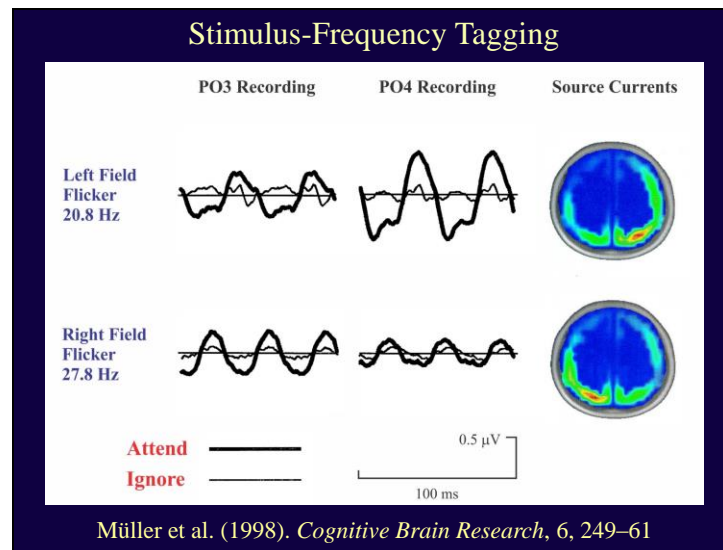 Stimulus-Frequency Tagging
PO3 Recording
PO4 Recording
Source Currents
Left Field
Flicker
20.8 Hz
Right Field
Flicker
27.8 Hz
Attend
Ignore
0.5 μV
100 ms
Müller et al. (1998). Cognitive Brain Research, 6, 249–61